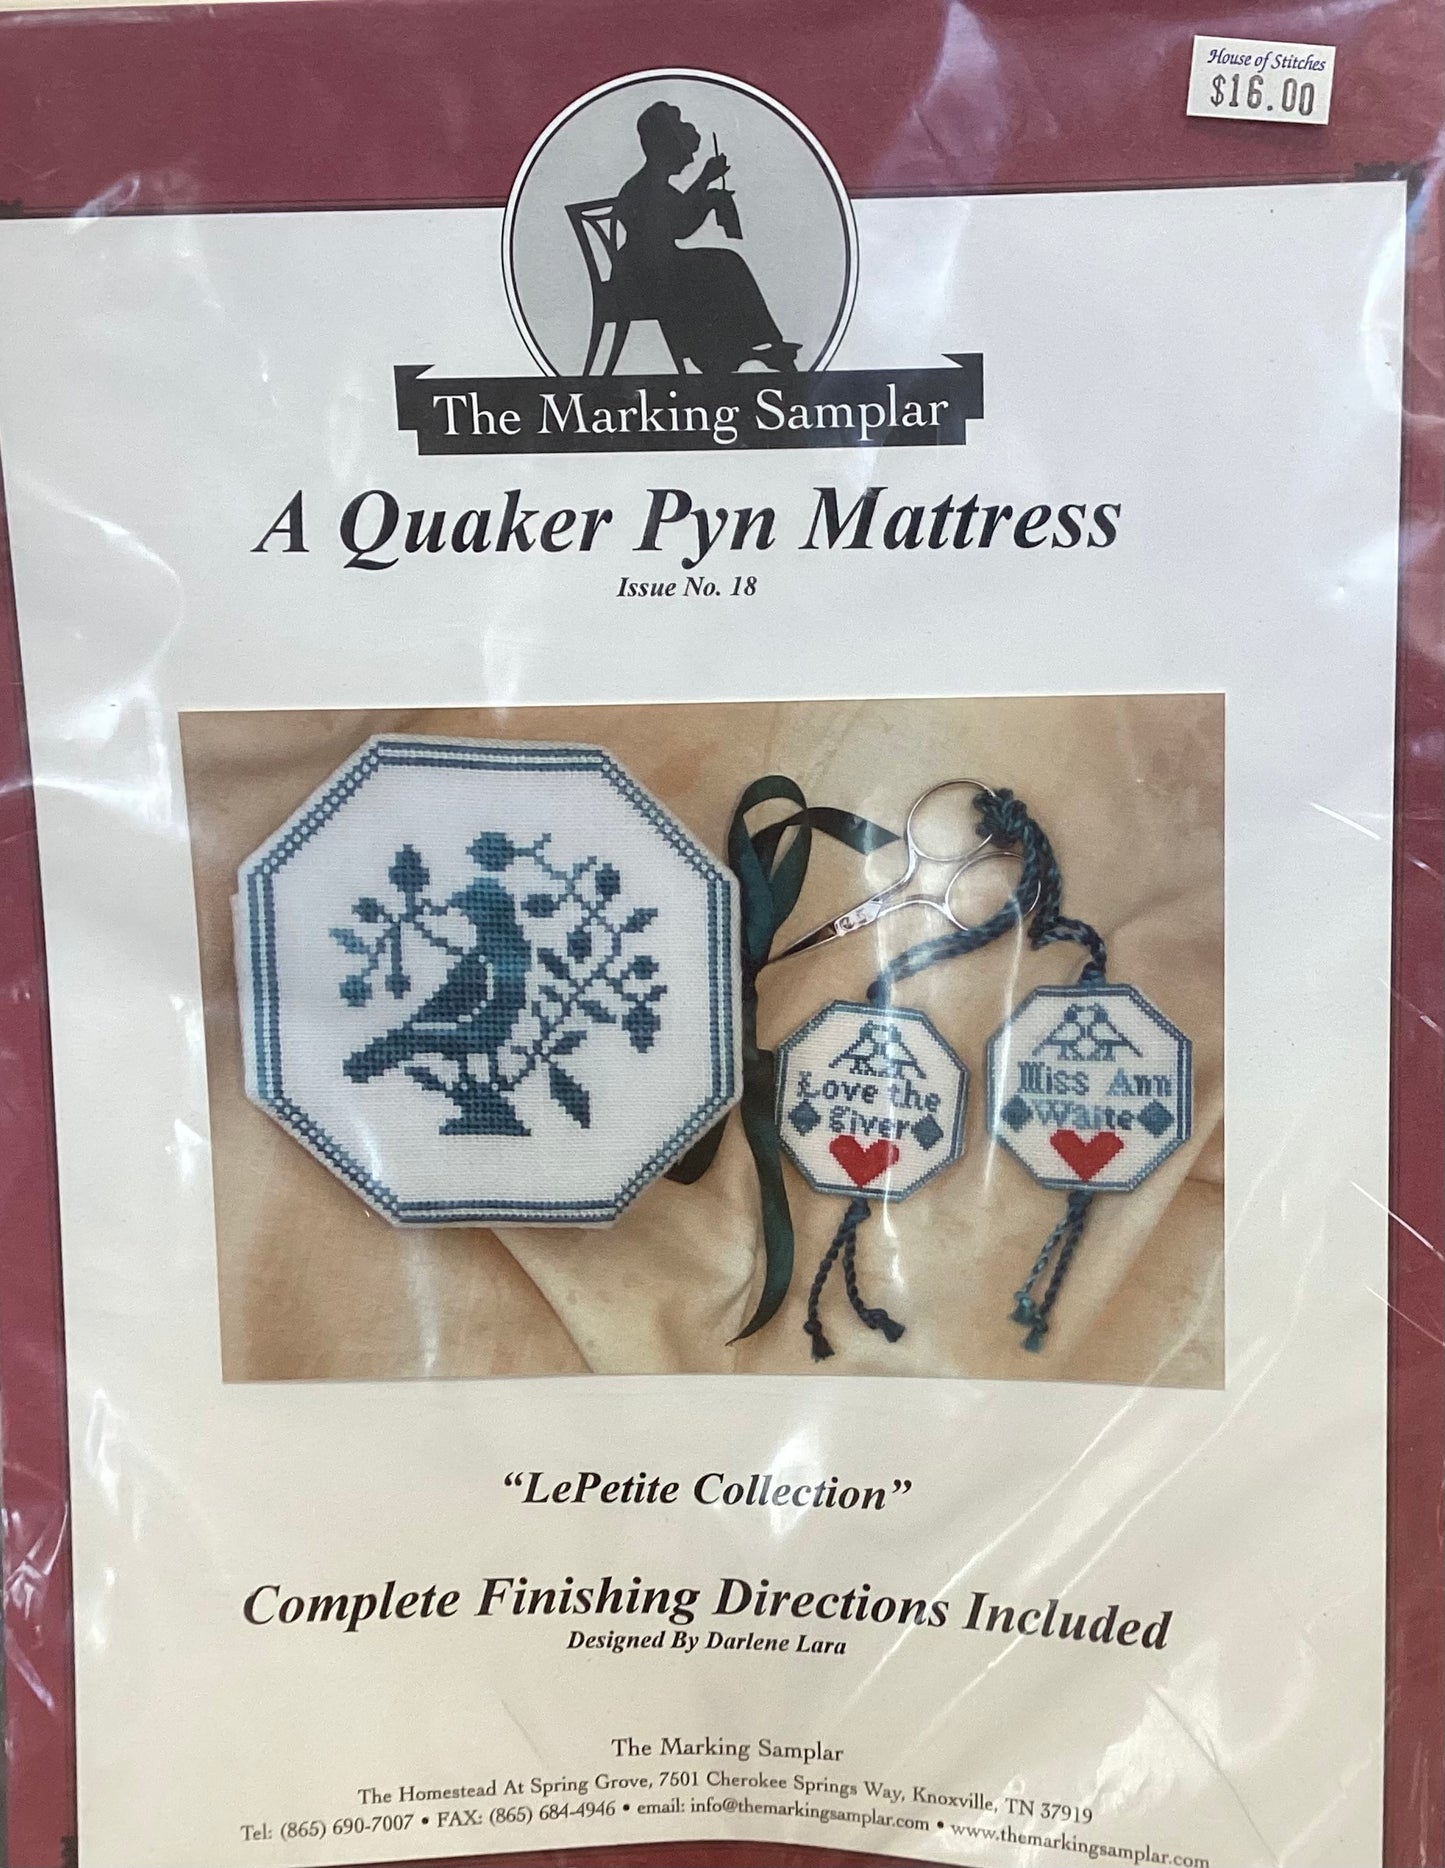 House of Stitches
$16.00
The Marking Samplar
A Quaker Pyn Mattress
Issue No. 18
Love the
giver
Miss Ann
Waite
“LePetite Collection”
Complete Finishing Directions Included
Designed By Darlene Lara
The Marking Samplar
The Homestead At Spring Grove, 7501 Cherokee Springs Way, Knoxville, TN 37919
Tel: (865) 690-7007 • FAX: (865) 684-4946 • email: info@themarkingsamplar.com • www.themarkingsamplar.com